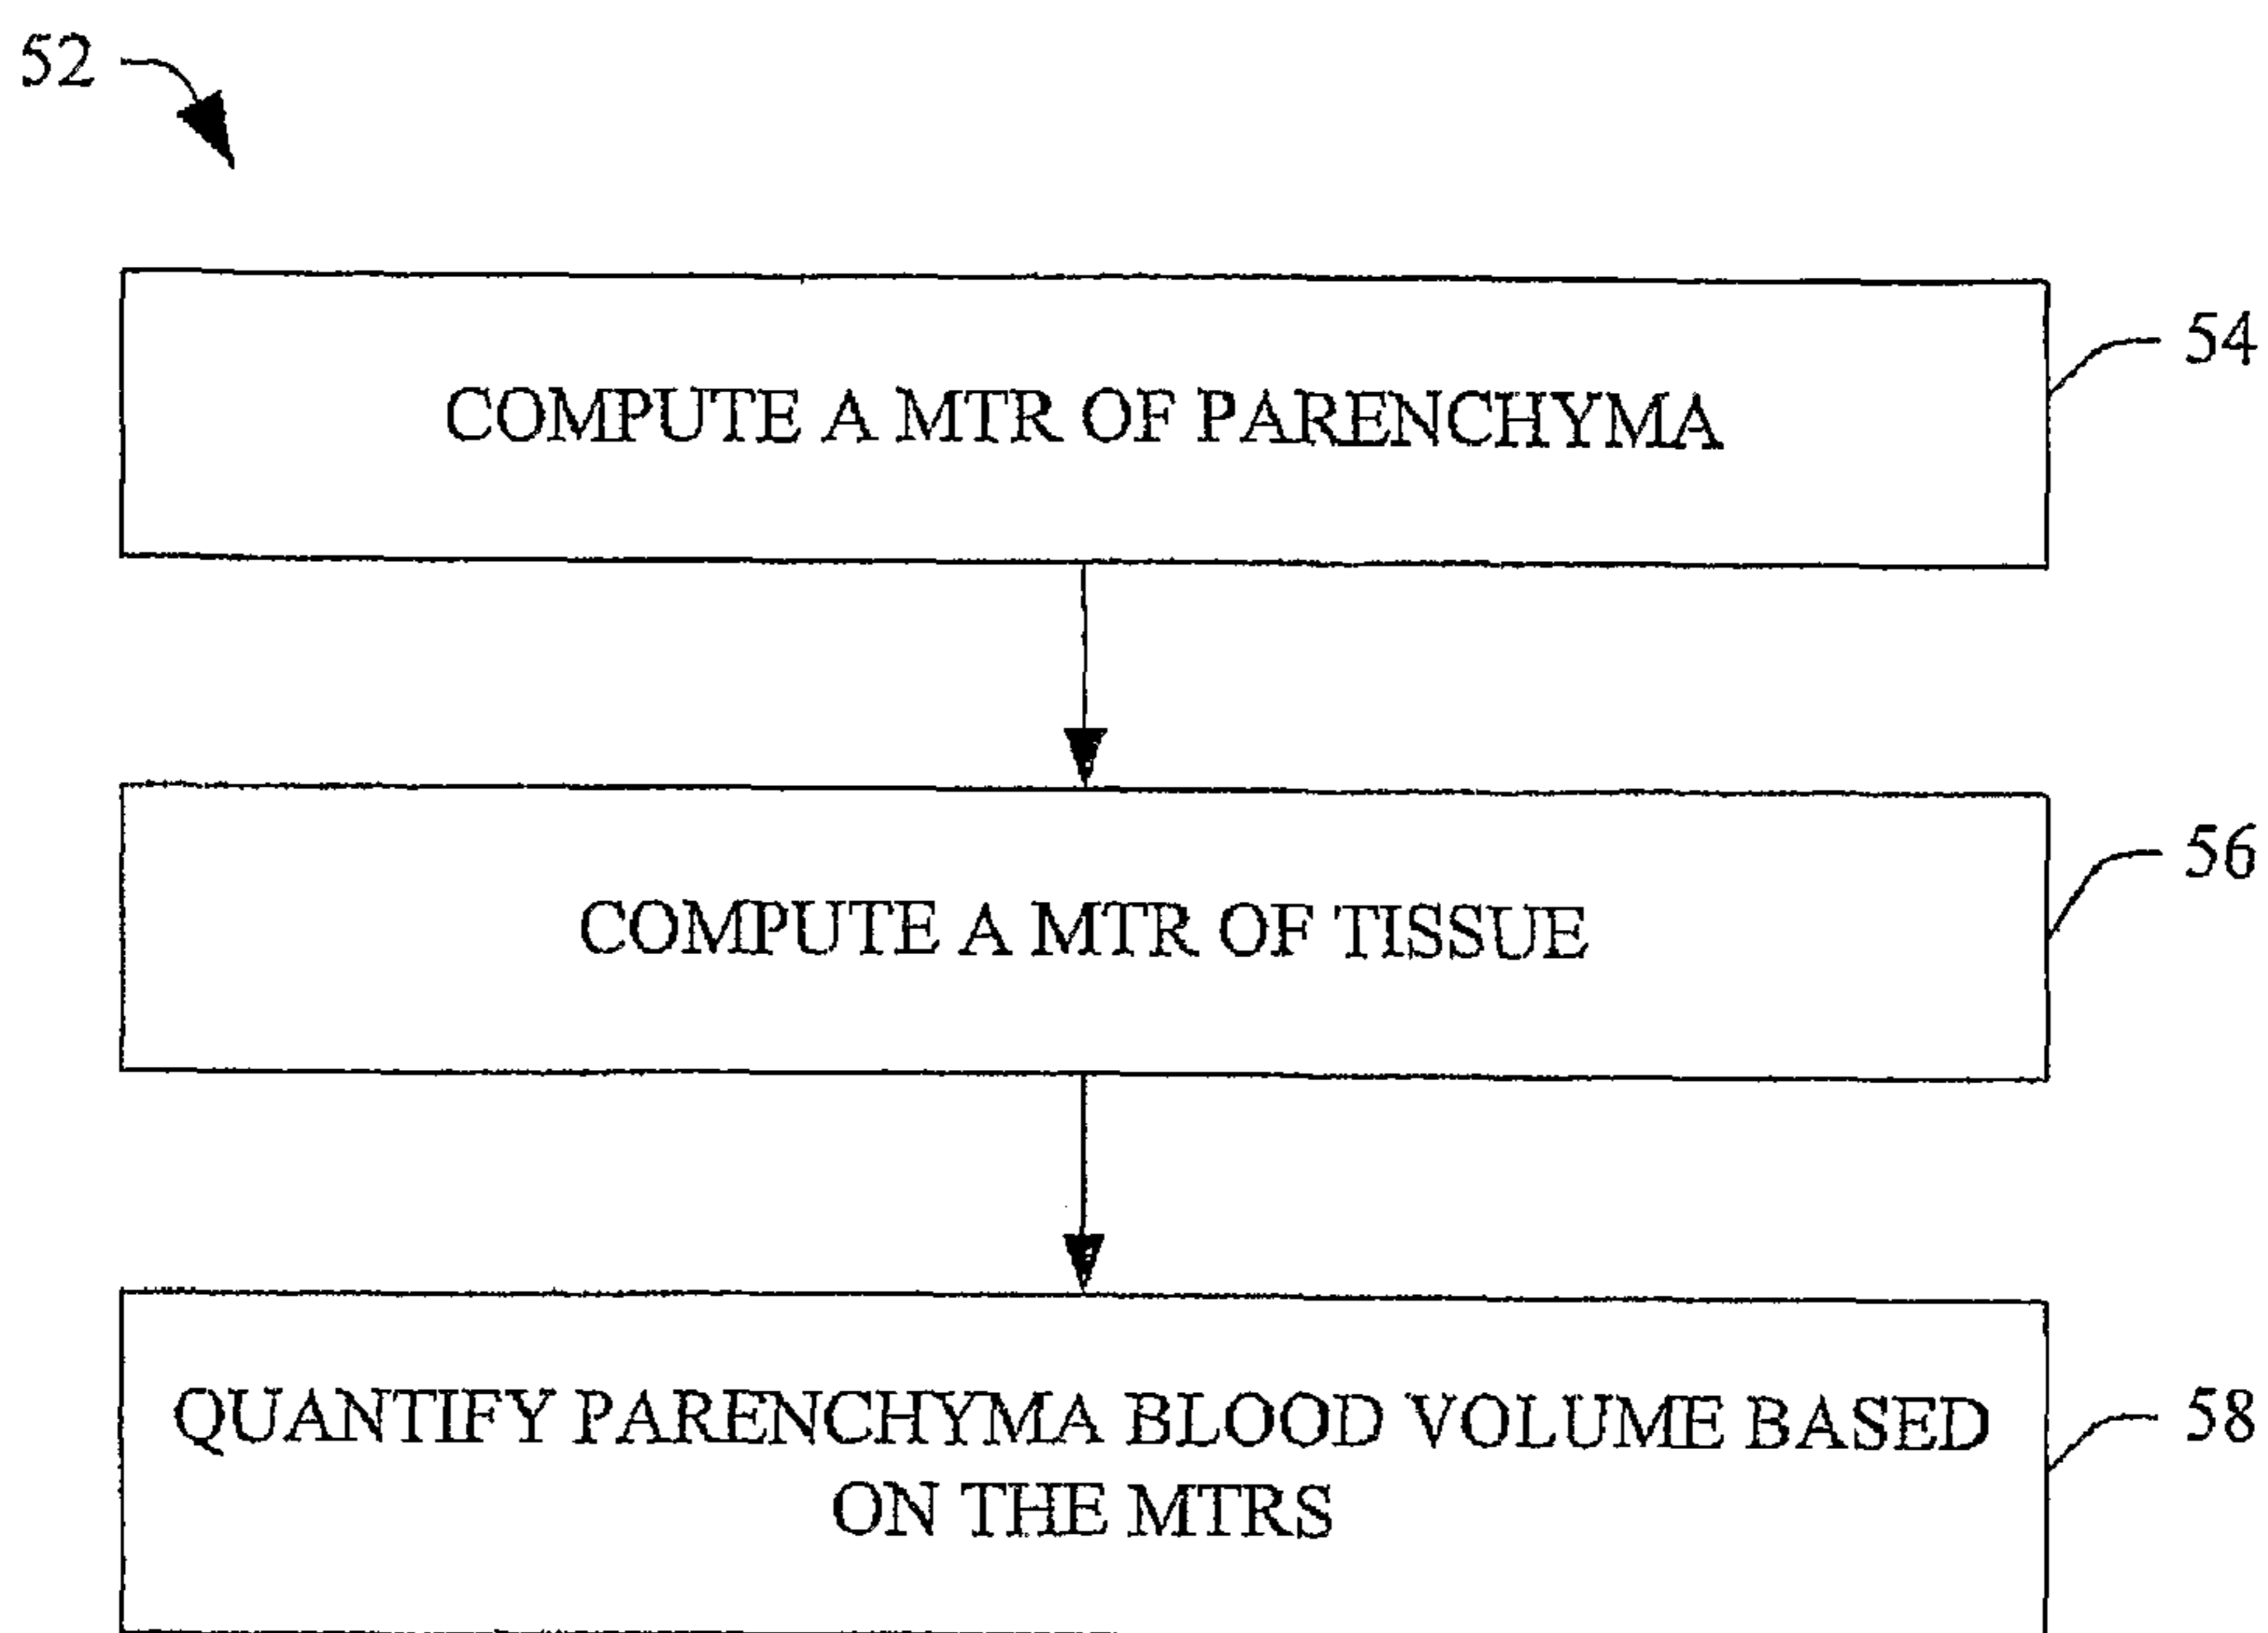 52
COMPUTE A MTR OF PARENCHYMA
54
COMPUTE A MTR OF TISSUE
56
QUANTIFY PARENCHYMA BLOOD VOLUME BASED
ON THE MTRS
58